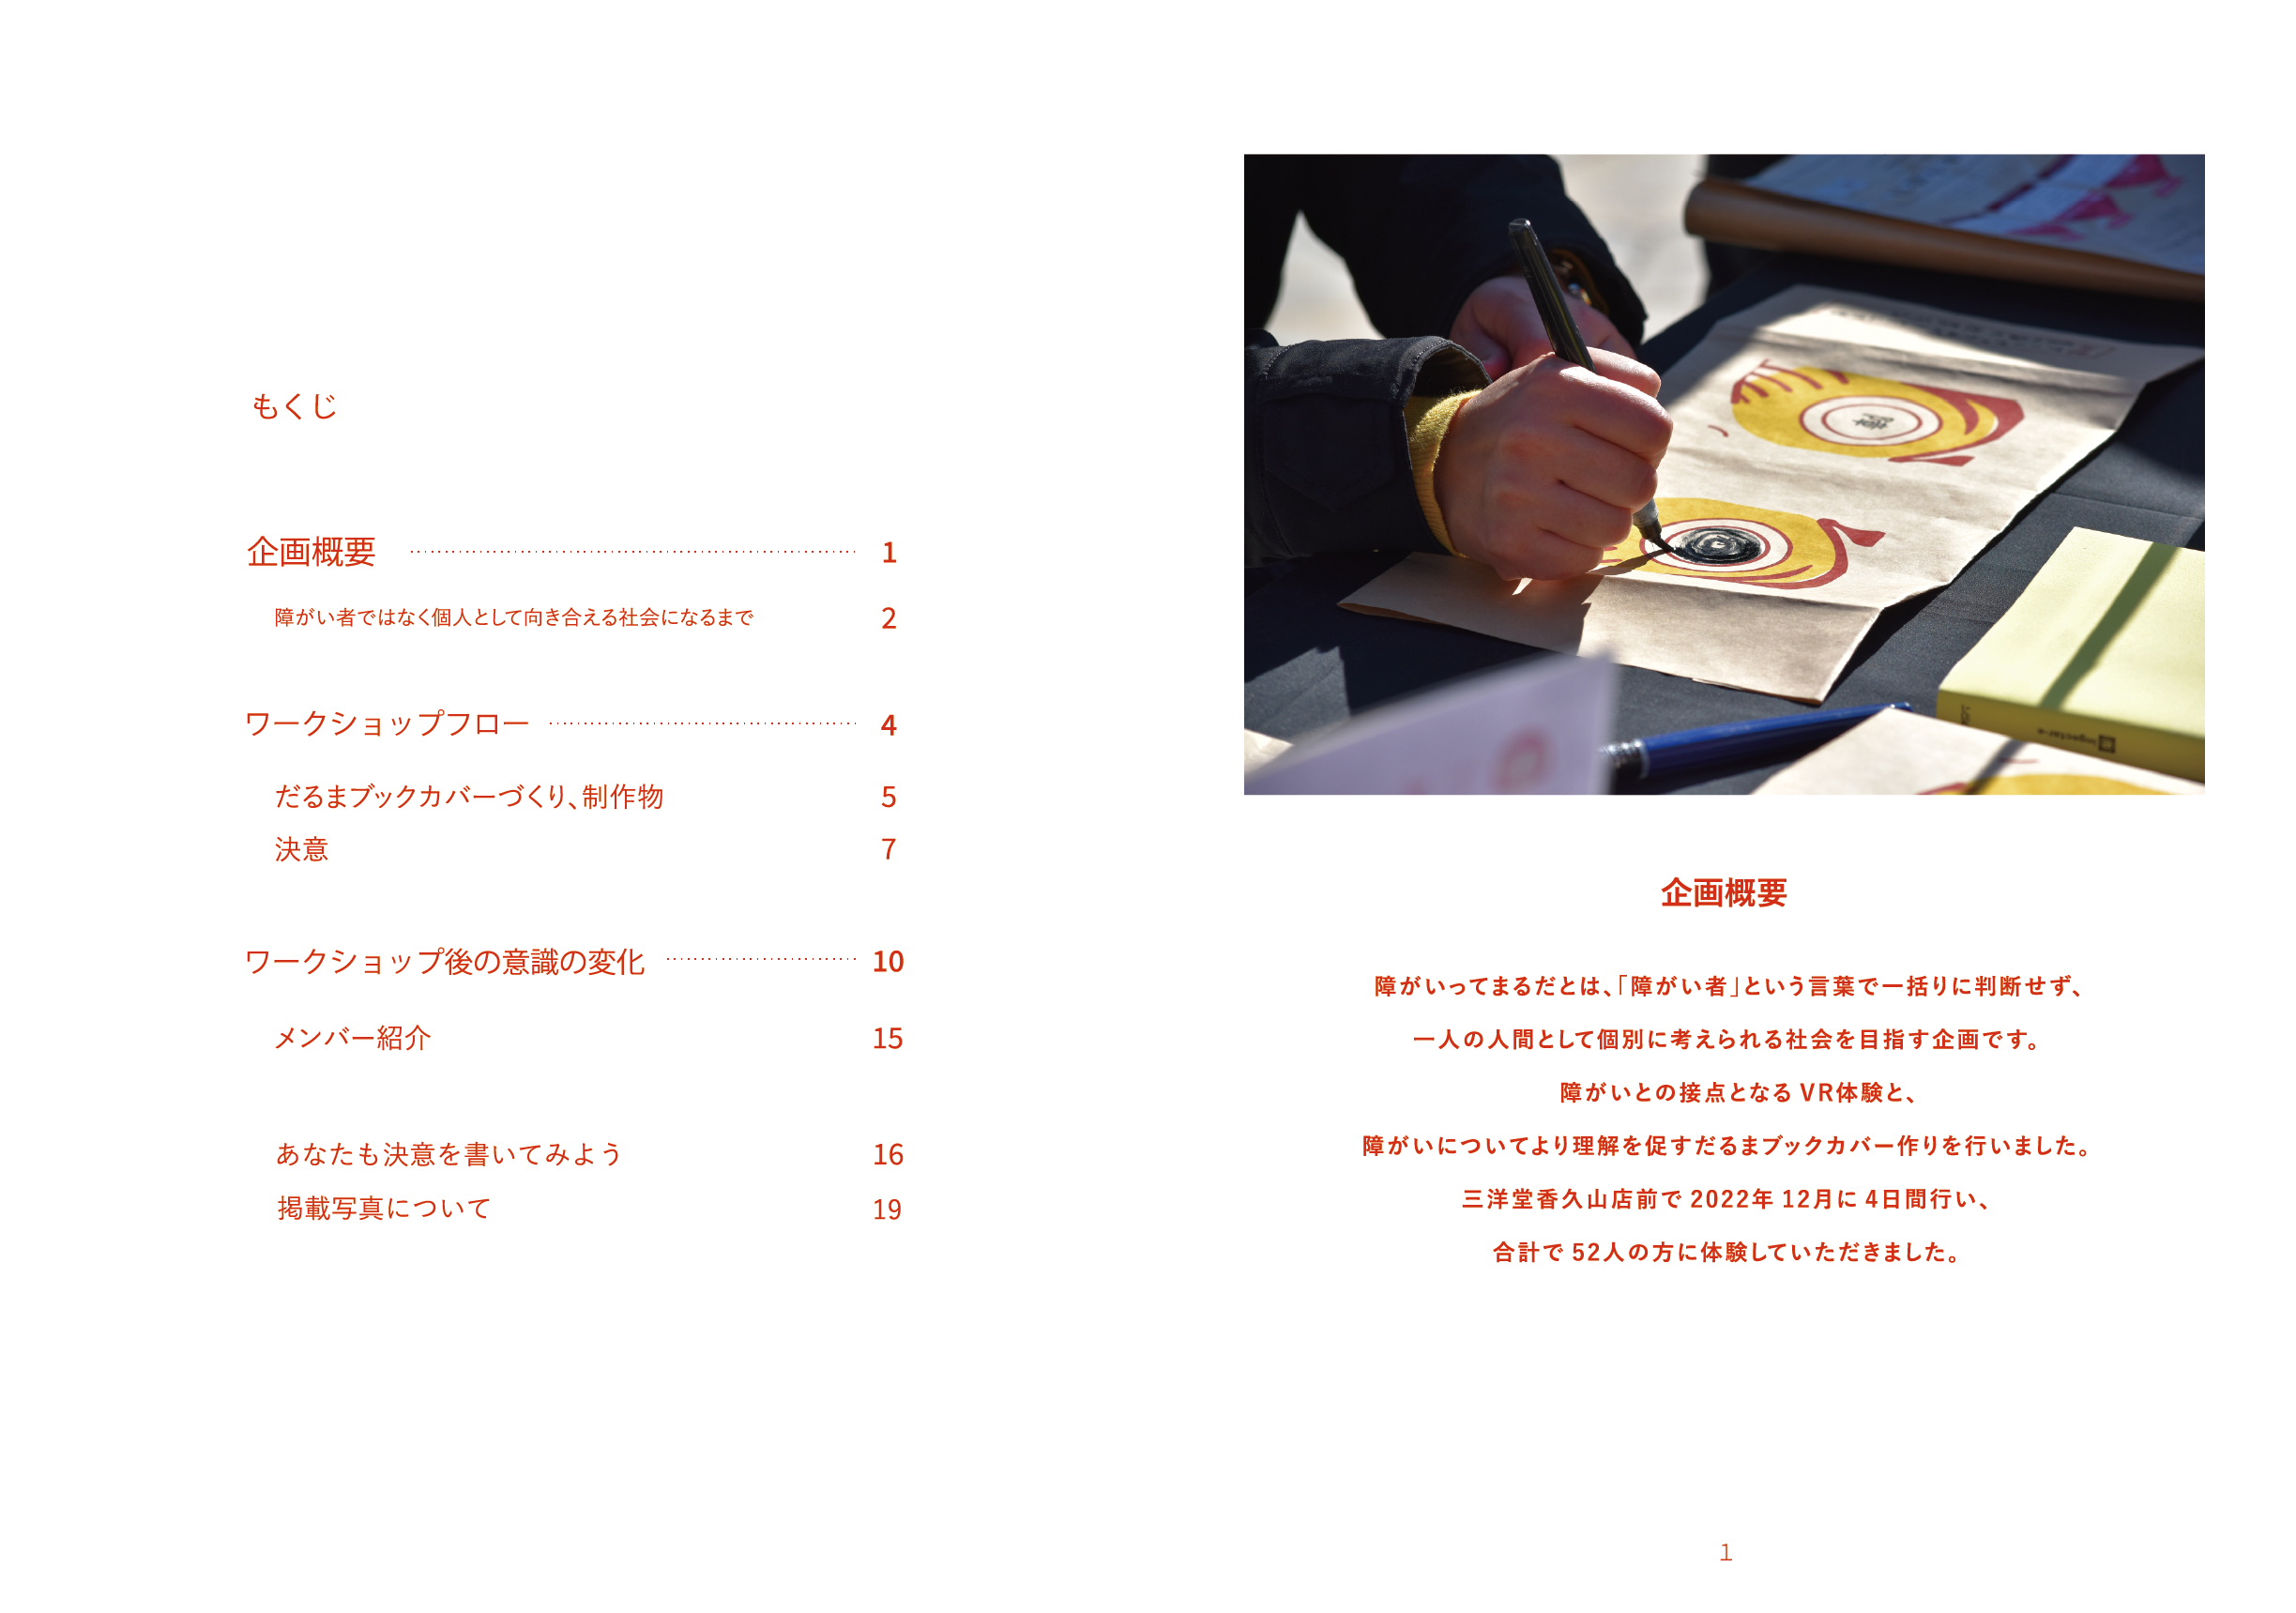 もくじ
企画概要 1
障がい者ではなく個人として向き合える社会になるまで 2
ワークショップフロー 4
だるまブックカバーづくり、制作物 5
決意 7
ワークショップ後の意識の変化 10
メンバー紹介 15
あなたも決意を書いてみよう 16
掲載写真について 19
企画概要
障がいってまるだとは、「障がい者」という言葉で一括りに判断せず、
一人の人間として個別に考えられる社会を目指す企画です。
障がいとの接点となる VR体験と、
障がいについてより理解を促すだるまブックカバー作りを行いました。
三洋堂香久山店前で 2022年 12月に 4日間行い、
合計で 52人の方に体験していただきました。
1